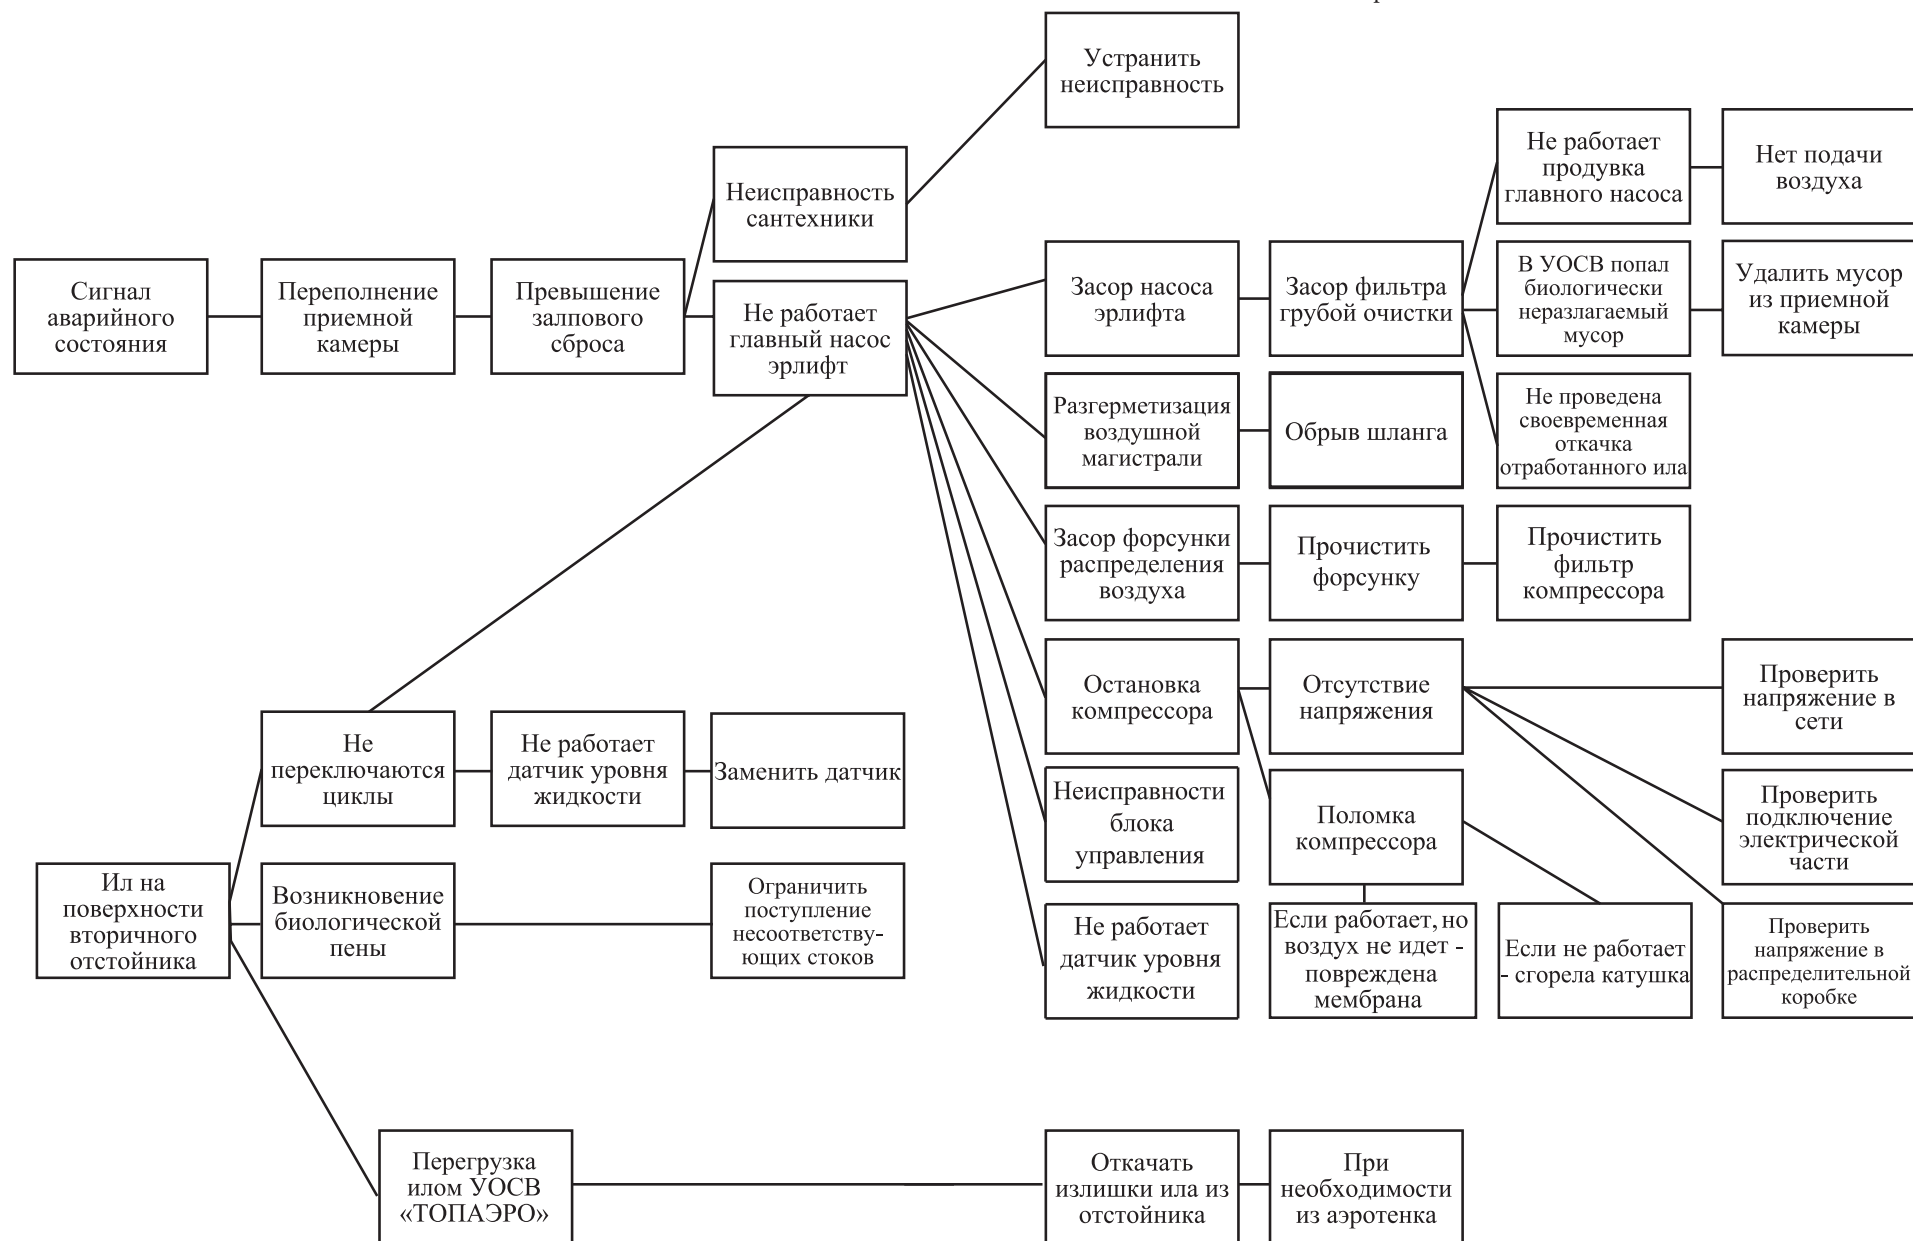 Устранить
неисправность
Не работает
продувка
главного насоса
Нет подачи
воздуха
Неисправность
сантехники
Сигнал
аварийного
состояния
Переполнение
приемной
камеры
Превышение
залпового
сброса
Не работает
главный насос
эрлифт
Засор насоса
эрлифта
Засор фильтра
грубой очистки
В УОСВ попал
биологически
неразлагаемый
мусор
Удалить мусор
из приемной
камеры
Разгерметизация
воздушной
магистрали
Обрыв шланга
Не проведена
своевременная
откачка
отработанного ила
Засор форсунки
распределения
воздуха
Прочистить
форсунку
Прочистить
фильтр
компрессора
Остановка
компрессора
Отсутствие
напряжения
Проверить
напряжение в
сети
Не
переключаются
циклы
Не работает
датчик уровня
жидкости
Заменить датчик
Неисправности
блока
управления
Поломка
компрессора
Проверить
подключение
электрической
части
Ил на
поверхности
вторичного
отстойника
Возникновение
биологической
пены
Ограничить
поступление
несоответству-
ющих стоков
Не работает
датчик уровня
жидкости
Если работает, но
воздух не идет -
повреждена
мембрана
Если не работает
- сгорела катушка
Проверить
напряжение в
распределительной
коробке
Перегрузка
илом УОСВ
«ТОПАЭРО»
Откачать
излишки ила из
отстойника
При
необходимости
из аэротенка